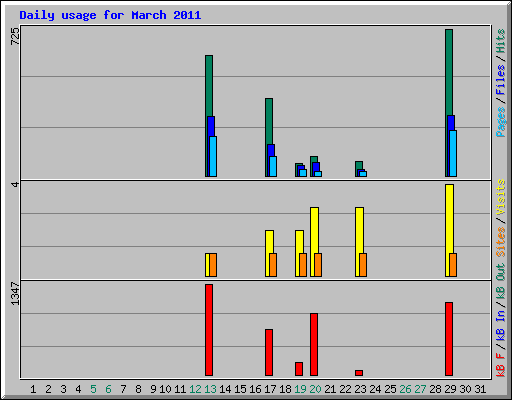 Daily usage for March 2011
725
4
1347
Pages / Files / Hits
Sites / Visits
kB F / kB In / kB Out
1 2 3 4 5 6 7 8 9 10 11 12 13 14 15 16 17 18 19 20 21 22 23 24 25 26 27 28 29 30 31